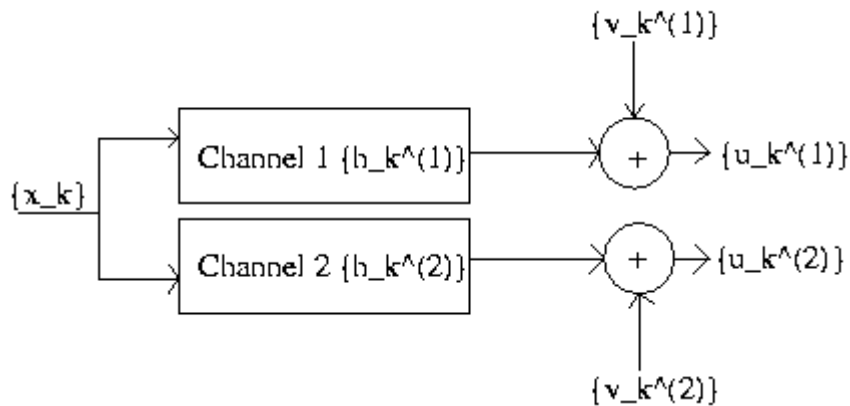 {v_k^(1)}
Channel 1 {h_k^(1)}
+
{u_k^(1)}
{x_k}
Channel 2 {h_k^(2)}
+
{u_k^(2)}
{v_k^(2)}